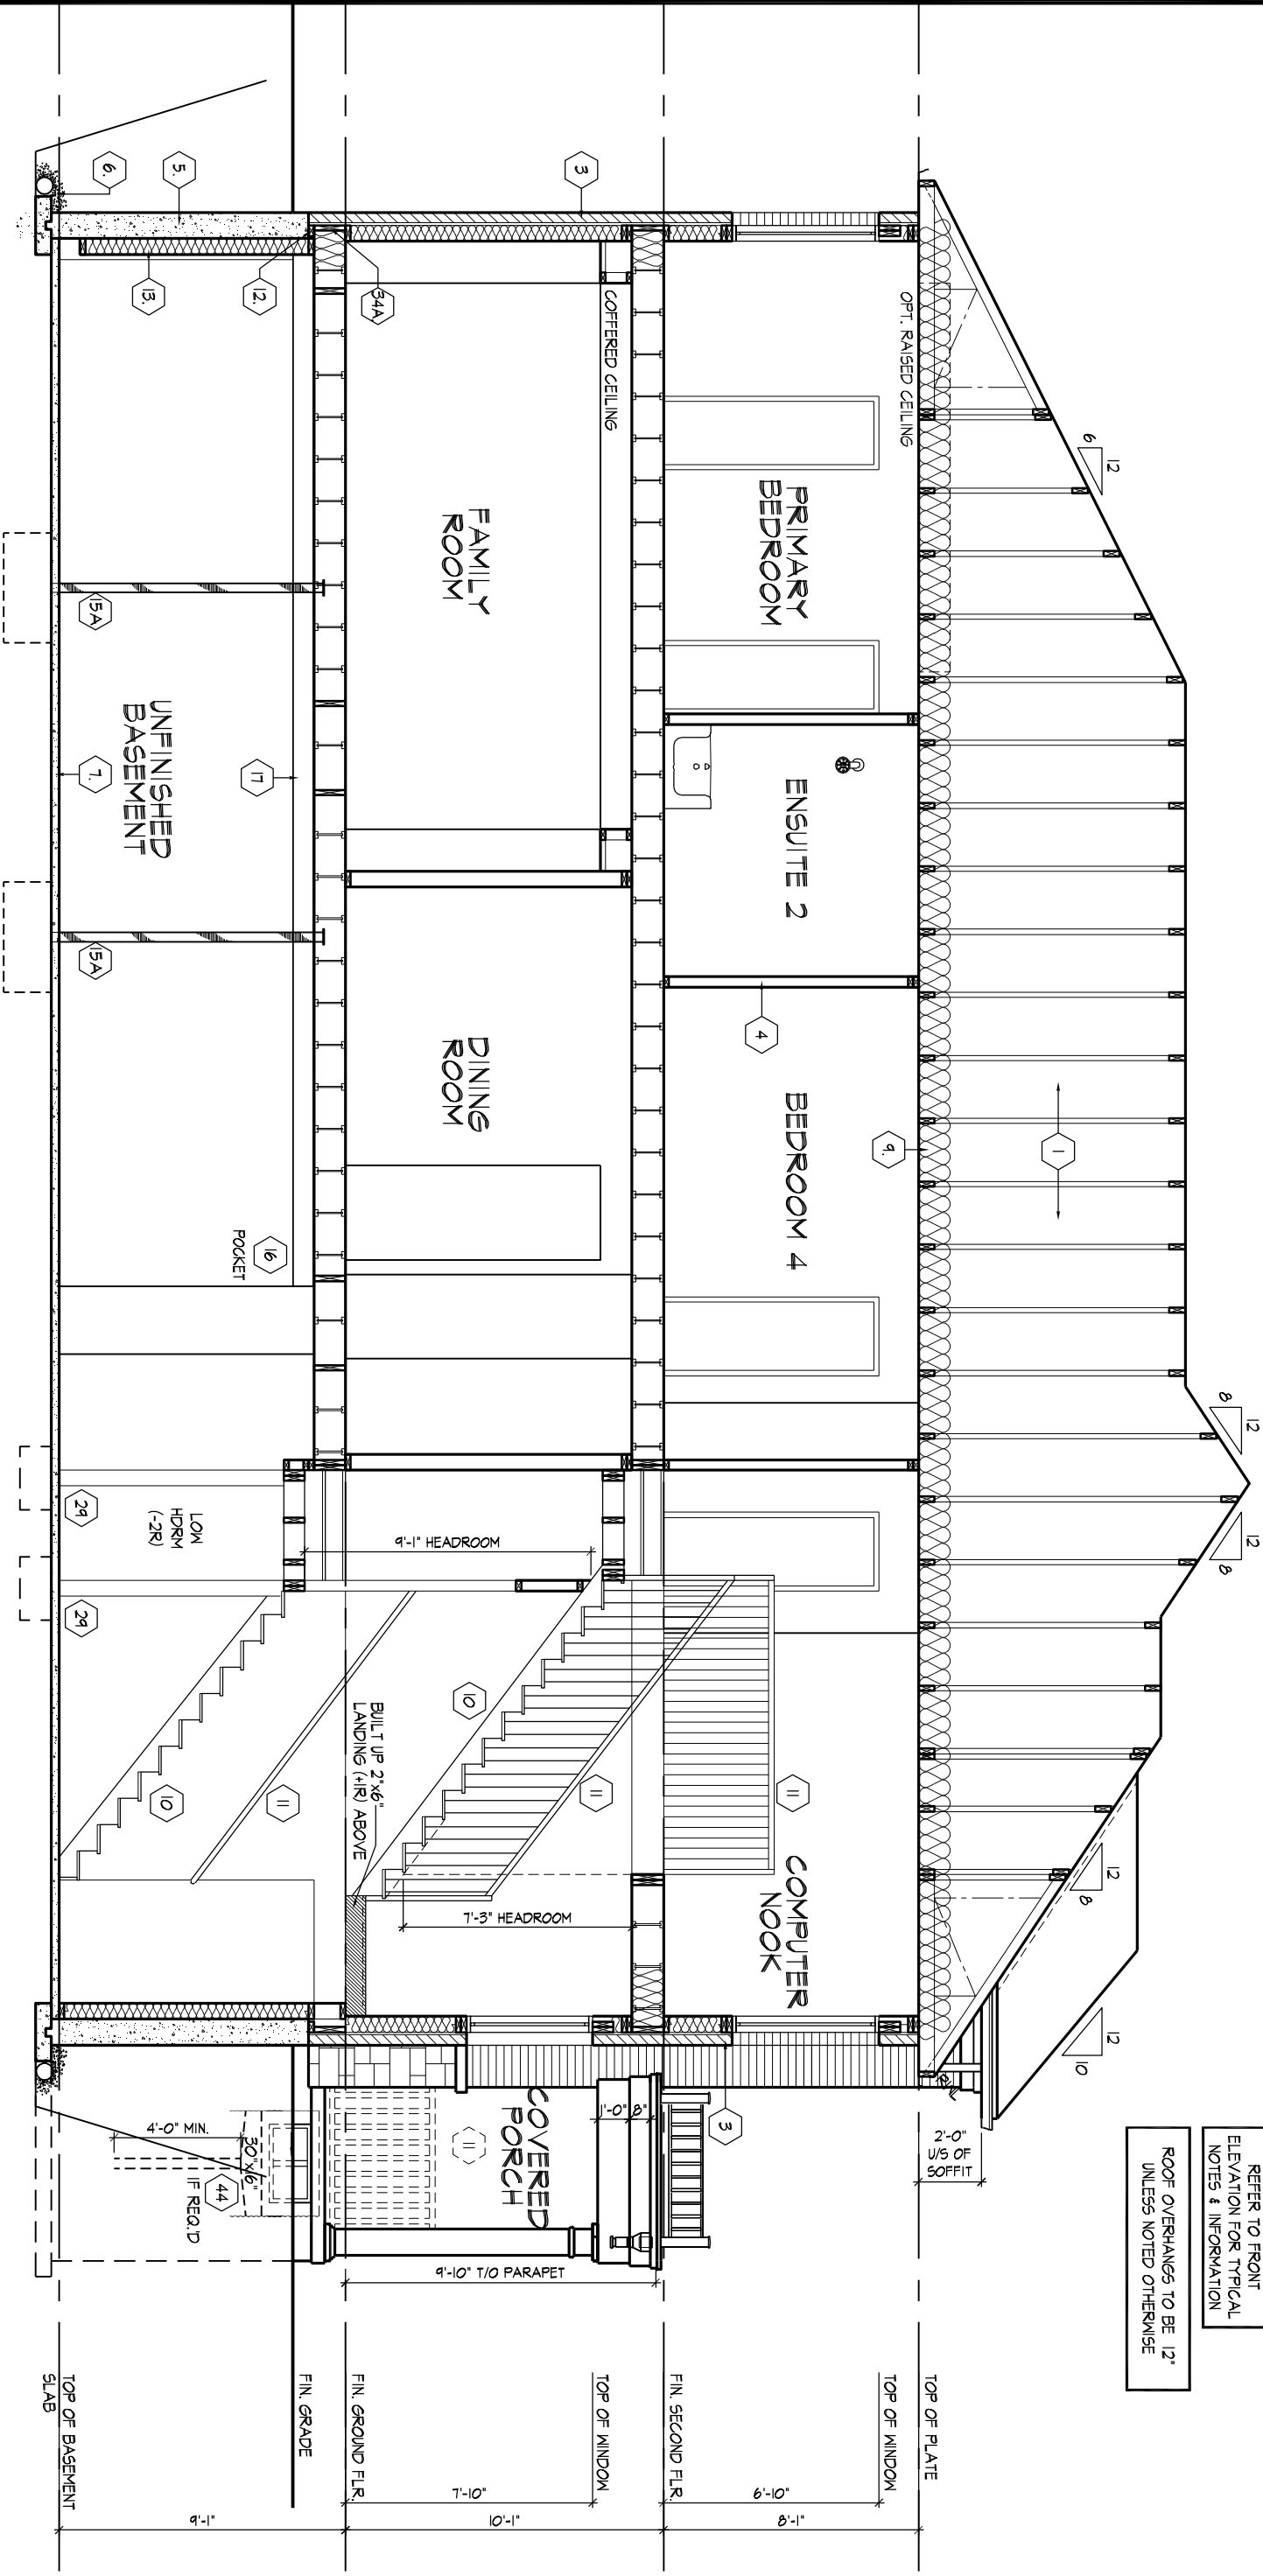 REFER TO FRONT
ELEVATION FOR TYPICAL
NOTES & INFORMATION
ROOF OVERHANGS TO BE 12"
UNLESS NOTED OTHERWISE
12
6
12
8
12
8
12
8
12
10
1
9.
OPT. RAISED CEILING
PRIMARY
BEDROOM
ENSUITE 2
4
BEDROOM 4
COMPUTER
NOOK
11
3
3
2'-0"
U/S OF
SOFFIT
RWL
TOP OF PLATE
TOP OF WINDOW
6'-10"
8'-1"
FIN. SECOND FLR.
COFFERED CEILING
FAMILY
ROOM
DINING
ROOM
9'-1" HEADROOM
10
11
7'-3" HEADROOM
BUILT UP 2"x6"
LANDING (+1R) ABOVE
1'-0"
8"
COVERED
PORCH
11
9'-10" T/O PARAPET
TOP OF WINDOW
7'-10"
10'-1"
FIN. GROUND FLR.
34A.
12.
13.
5.
6.
15A
15A
UNFINISHED
BASEMENT
7.
17
16
POCKET
LOW
HDRM
(-2R)
29
29
10
11
4'-0" MIN.
30"x6"
44
IF REQ.'D
FIN. GRADE
9'-1"
TOP OF BASEMENT
SLAB